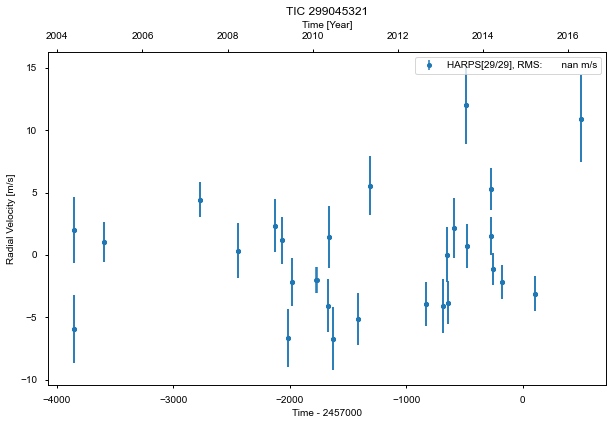 TIC 299045321
Time [Year]
2004 2006 2008 2010 2012 2014 2016
HARPS[29/29], RMS: nan m/s
15
10
5
0
−5
−10
Radial Velocity [m/s]
−4000 −3000 −2000 −1000 0
Time - 2457000